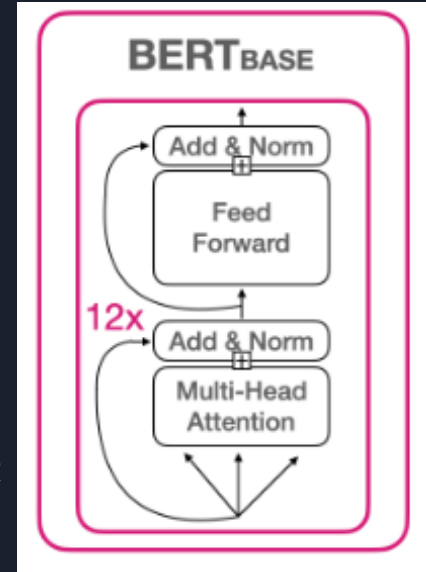 BERTBASE
Add & Norm
Feed
Forward
12x
Add & Norm
Multi-Head
Attention